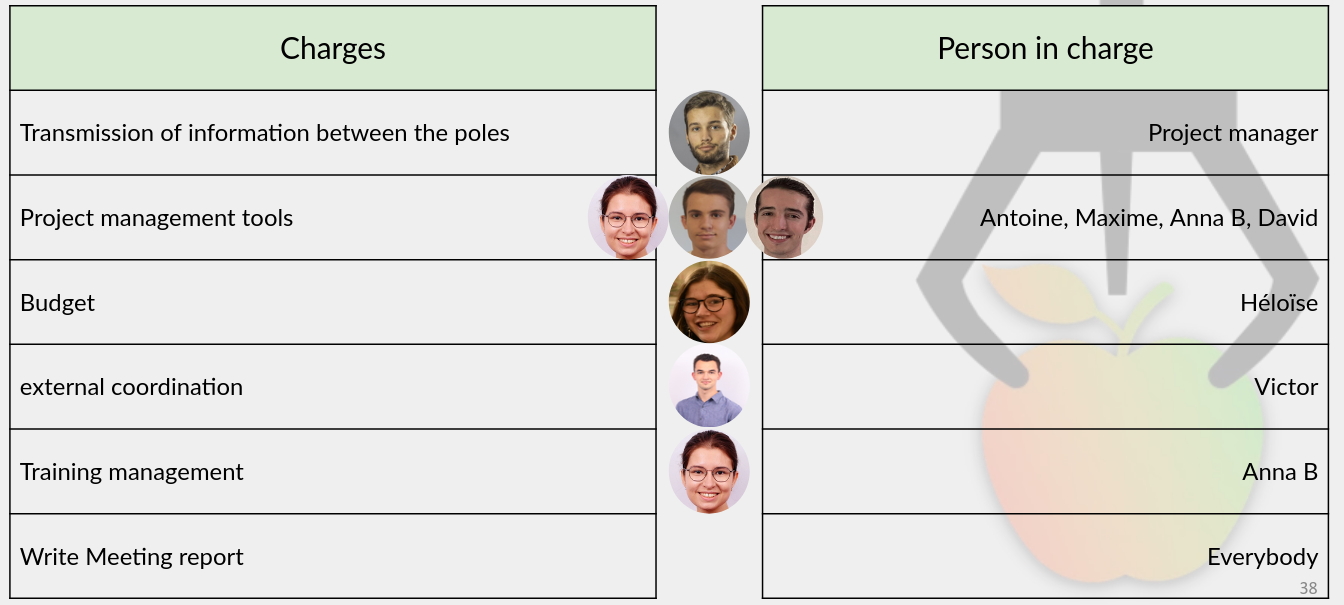 Charges
Person in charge
Transmission of information between the poles
Project manager
Project management tools
Antoine, Maxime, Anna B, David
Budget
Héloïse
external coordination
Victor
Training management
Anna B
Write Meeting report
Everybody
38